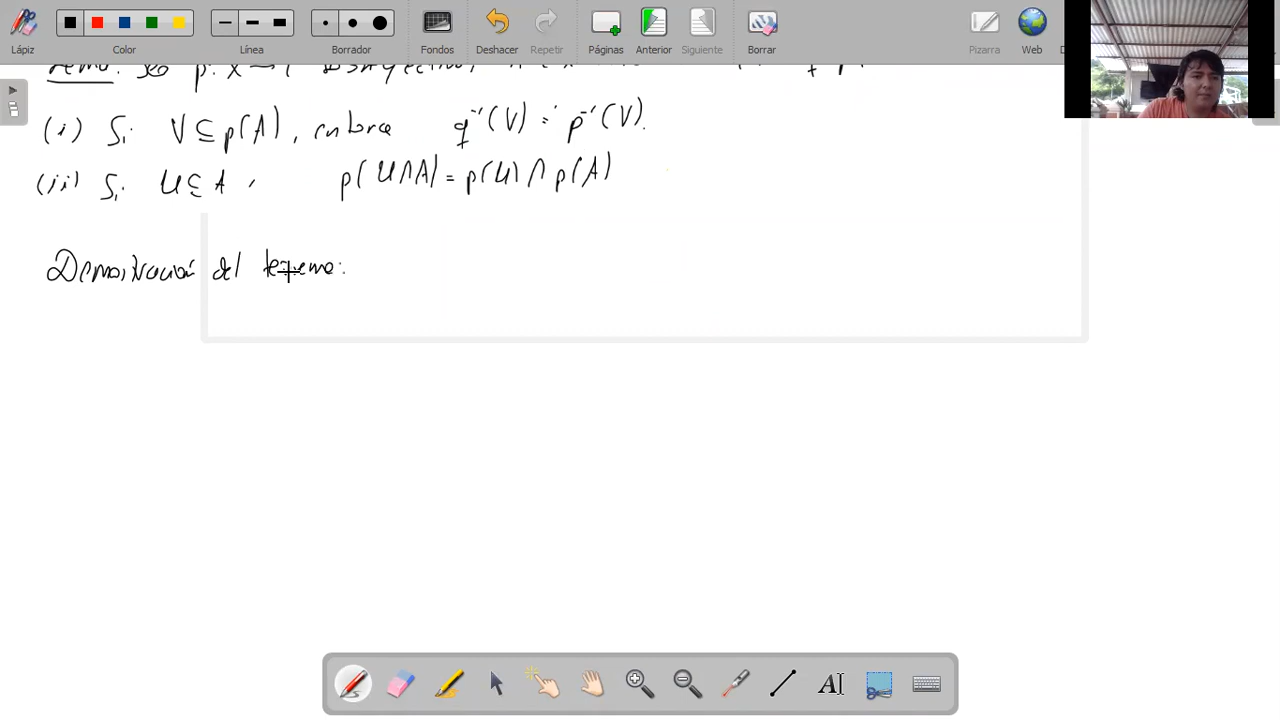 Lápiz Color Línea Borrador Fondos Deshacer Repetir Páginas Anterior Siguiente Borrar Pizarra Web
(i) Si V ⊆ p(A), entonces q⁻¹(V) = p⁻¹(V).
(ii) Si U ⊆ A, p(U∩A) = p(U) ∩ p(A)
Demostración del teorema: